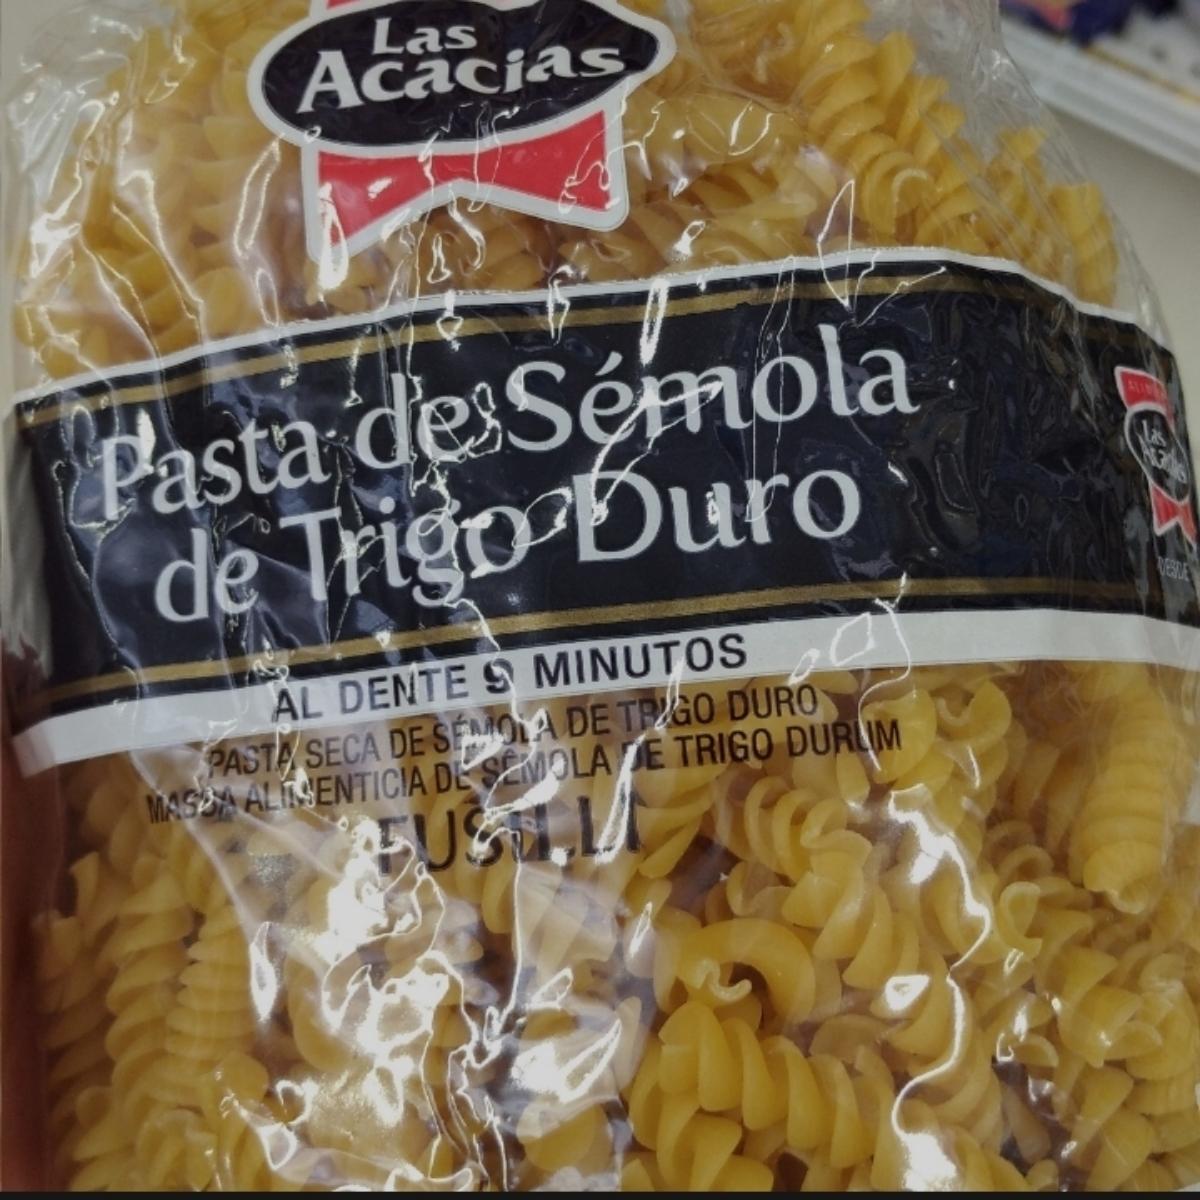 Las
Acacias
Pasta de Sémola
de Trigo Duro
Las
Acacias
DESDE
AL DENTE 9 MINUTOS
PASTA SECA DE SÉMOLA DE TRIGO DURO
MASSA ALIMENTICIA DE SÊMOLA DE TRIGO DURUM
FUSILLI